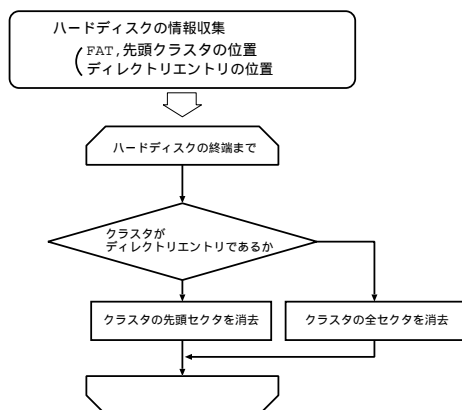 ハードディスクの情報収集
FAT,先頭クラスタの位置
ディレクトリエントリの位置
ハードディスクの終端まで
クラスタが
ディレクトリエントリであるか
クラスタの先頭セクタを消去
クラスタの全セクタを消去